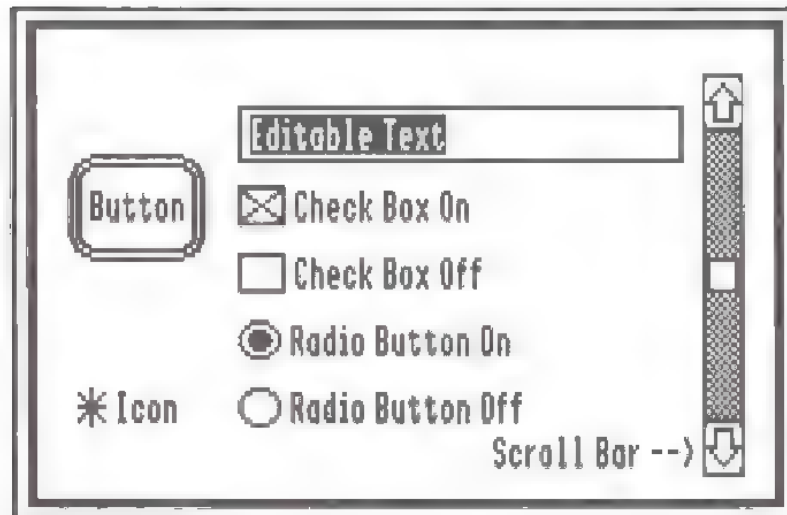 Editable Text
Button
Check Box On
Check Box Off
Radio Button On
* Icon
Radio Button Off
Scroll Bar -->